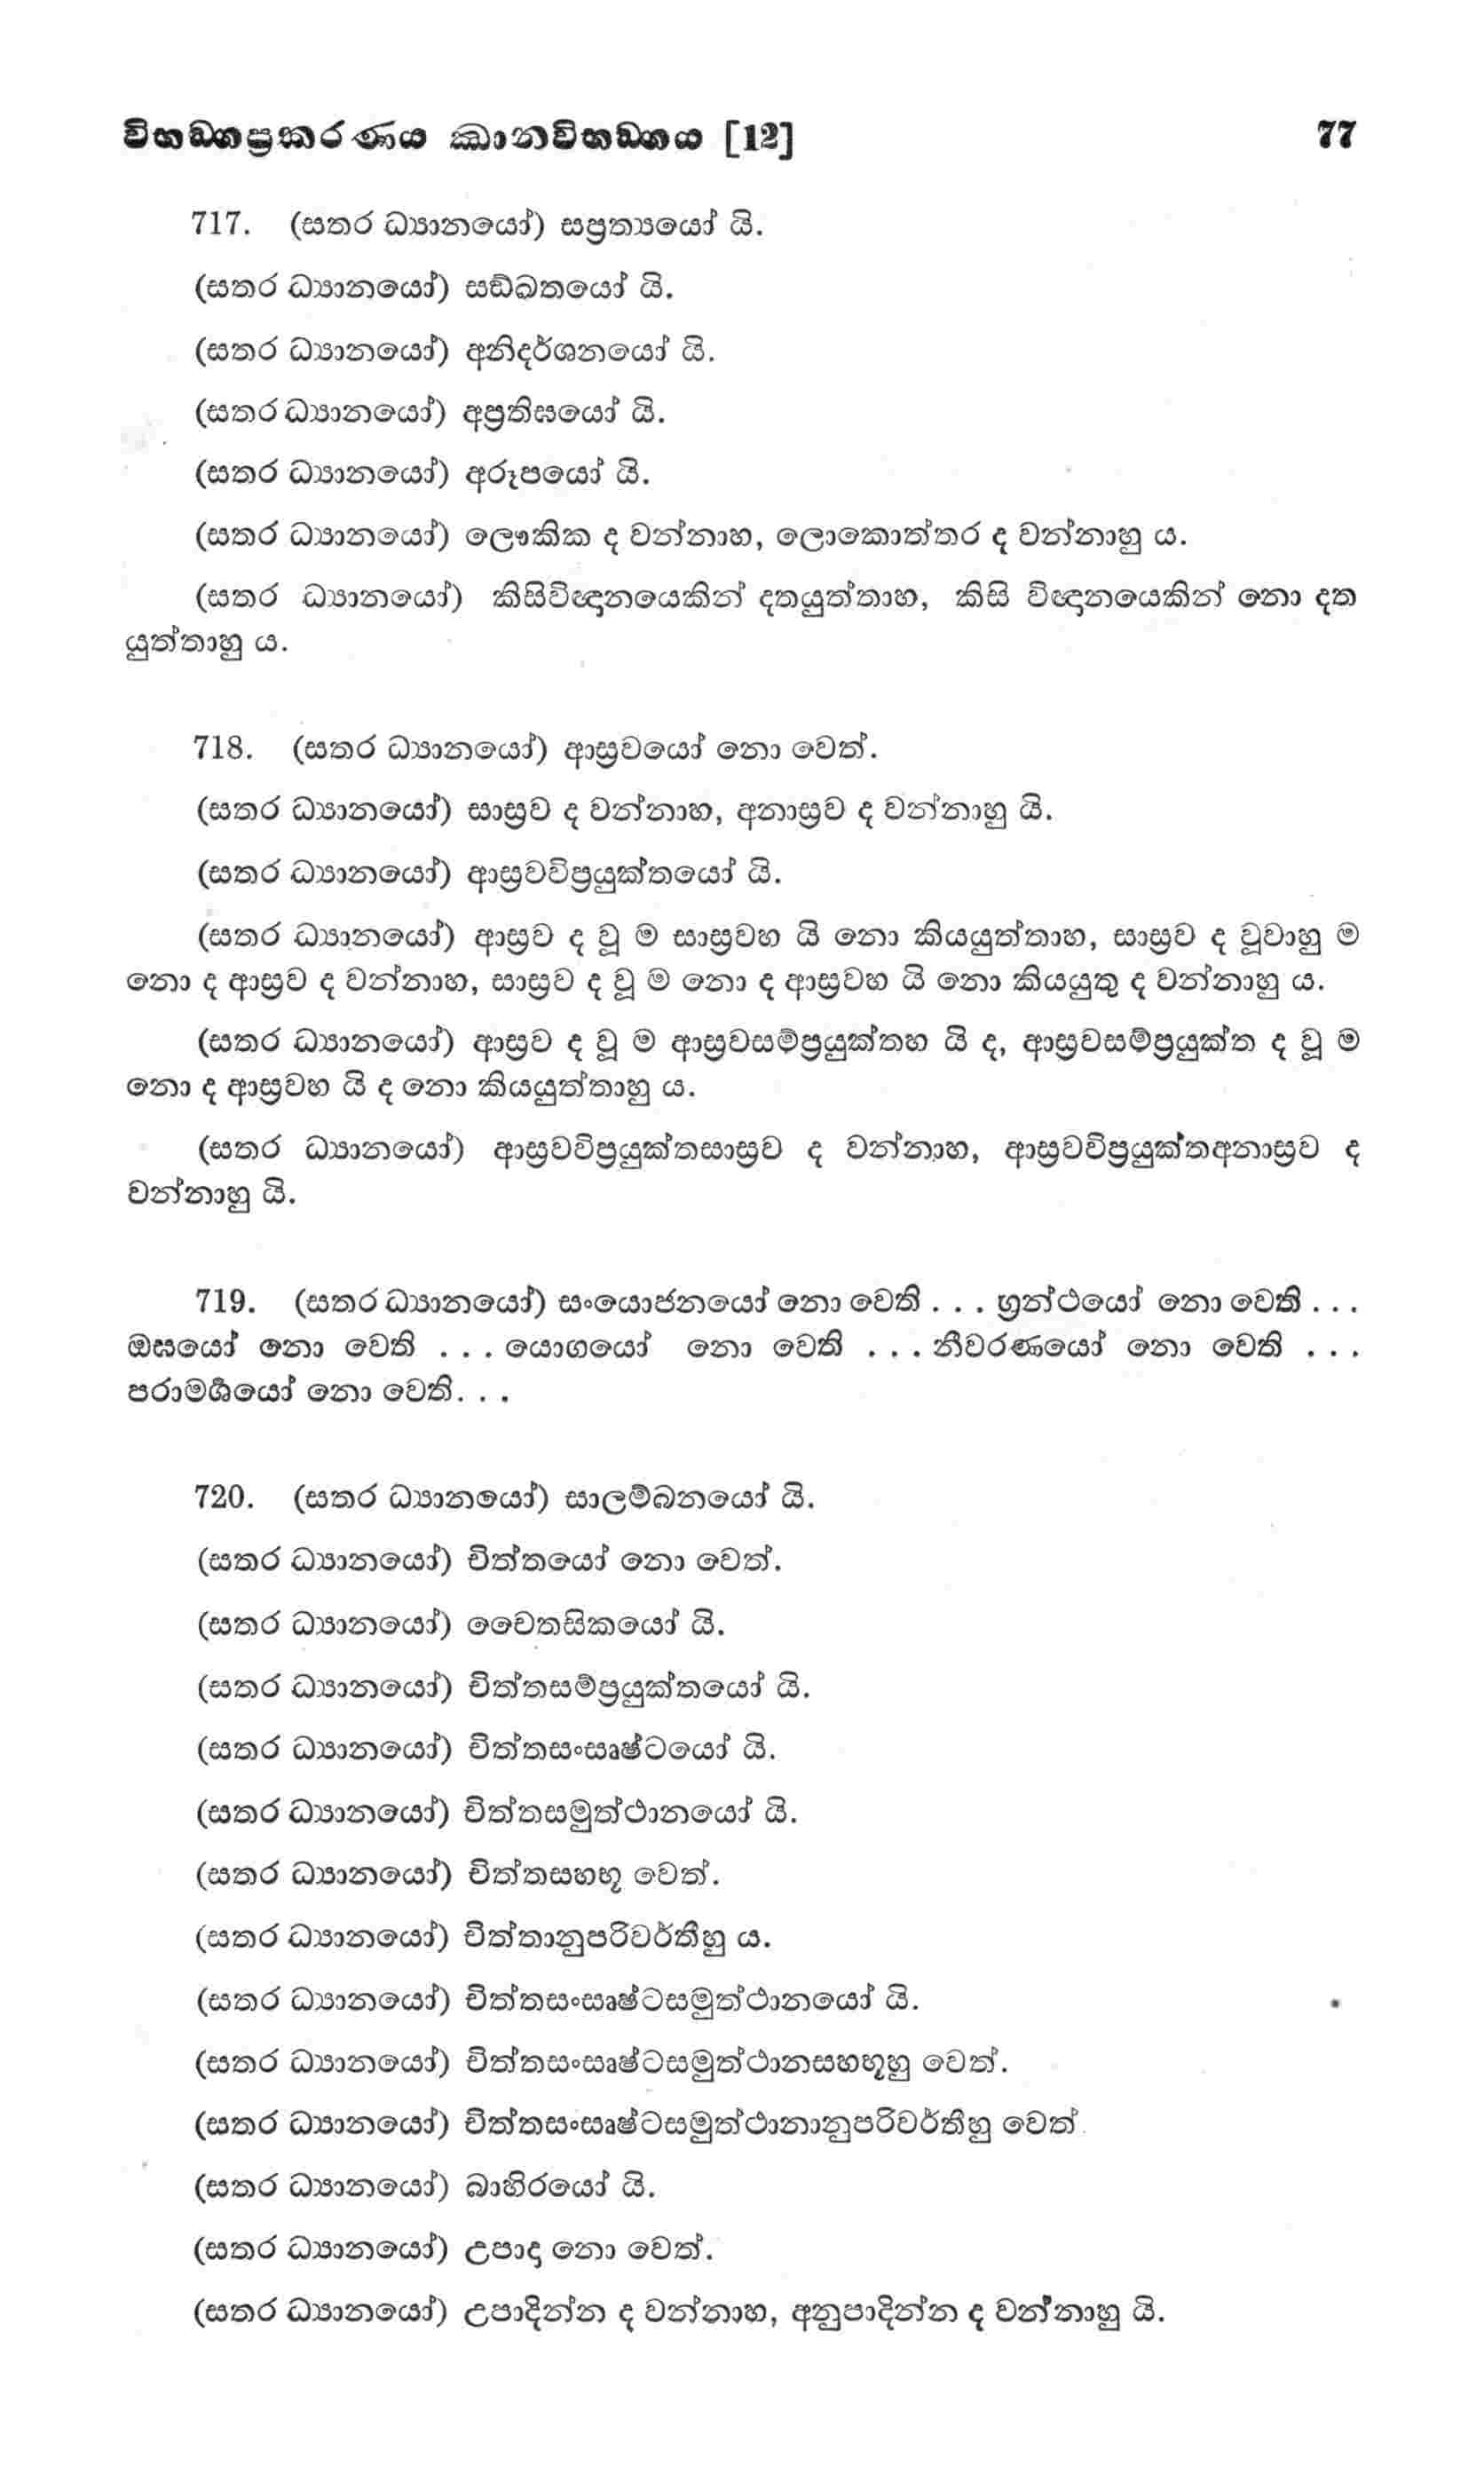 විභඞ්ගප්‍රකරණය ඣානවිභඞ්ගය [12] 77
717. (සතර ධ්‍යානයෝ) සප්‍රත්‍යයෝ යි.
(සතර ධ්‍යානයෝ) සඞ්ඛතයෝ යි.
(සතර ධ්‍යානයෝ) අනිදර්ශනයෝ යි.
(සතර ධ්‍යානයෝ) අප්‍රතිඝයෝ යි.
(සතර ධ්‍යානයෝ) අරූපයෝ යි.
(සතර ධ්‍යානයෝ) ලෞකික ද වන්නාහ, ලොකොත්තර ද වන්නාහු ය.
(සතර ධ්‍යානයෝ) කිසිවිඥානයෙකින් දතයුත්තාහ, කිසි විඥානයෙකින් නො දත
යුත්තාහු ය.
718. (සතර ධ්‍යානයෝ) ආස්‍රවයෝ නො වෙත්.
(සතර ධ්‍යානයෝ) සාස්‍රව ද වන්නාහ, අනාස්‍රව ද වන්නාහු යි.
(සතර ධ්‍යානයෝ) ආස්‍රවවිප්‍රයුක්තයෝ යි.
(සතර ධ්‍යානයෝ) ආස්‍රව ද වූ ම සාස්‍රවහ යි නො කියයුත්තාහ, සාස්‍රව ද වූවාහු ම
නො ද ආස්‍රව ද වන්නාහ, සාස්‍රව ද වූ ම නො ද ආස්‍රවහ යි නො කියයුතු ද වන්නාහු ය.
(සතර ධ්‍යානයෝ) ආස්‍රව ද වූ ම ආස්‍රවසම්ප්‍රයුක්තහ යි ද, ආස්‍රවසම්ප්‍රයුක්ත ද වූ ම
නො ද ආස්‍රවහ යි ද නො කියයුත්තාහු ය.
(සතර ධ්‍යානයෝ) ආස්‍රවවිප්‍රයුක්තසාස්‍රව ද වන්නාහ, ආස්‍රවවිප්‍රයුක්තඅනාස්‍රව ද
වන්නාහු යි.
719. (සතර ධ්‍යානයෝ) සංයොජනයෝ නො වෙති . . . ග්‍රන්ථයෝ නො වෙති . . .
ඔඝයෝ නො වෙති . . . යොගයෝ නො වෙති . . . නීවරණයෝ නො වෙති . . .
පරාමර්ශයෝ නො වෙති. . .
720. (සතර ධ්‍යානයෝ) සාලම්බනයෝ යි.
(සතර ධ්‍යානයෝ) චිත්තයෝ නො වෙත්.
(සතර ධ්‍යානයෝ) චෛතසිකයෝ යි.
(සතර ධ්‍යානයෝ) චිත්තසම්ප්‍රයුක්තයෝ යි.
(සතර ධ්‍යානයෝ) චිත්තසංසෘෂ්ටයෝ යි.
(සතර ධ්‍යානයෝ) චිත්තසමුත්ථානයෝ යි.
(සතර ධ්‍යානයෝ) චිත්තසහභූ වෙත්.
(සතර ධ්‍යානයෝ) චිත්තානුපරිවර්තීහු ය.
(සතර ධ්‍යානයෝ) චිත්තසංසෘෂ්ටසමුත්ථානයෝ යි.
(සතර ධ්‍යානයෝ) චිත්තසංසෘෂ්ටසමුත්ථානසහභූහු වෙත්.
(සතර ධ්‍යානයෝ) චිත්තසංසෘෂ්ටසමුත්ථානානුපරිවර්තීහු වෙත්.
(සතර ධ්‍යානයෝ) බාහිරයෝ යි.
(සතර ධ්‍යානයෝ) උපාදා නො වෙත්.
(සතර ධ්‍යානයෝ) උපාදින්න ද වන්නාහ, අනුපාදින්න ද වන්නාහු යි.